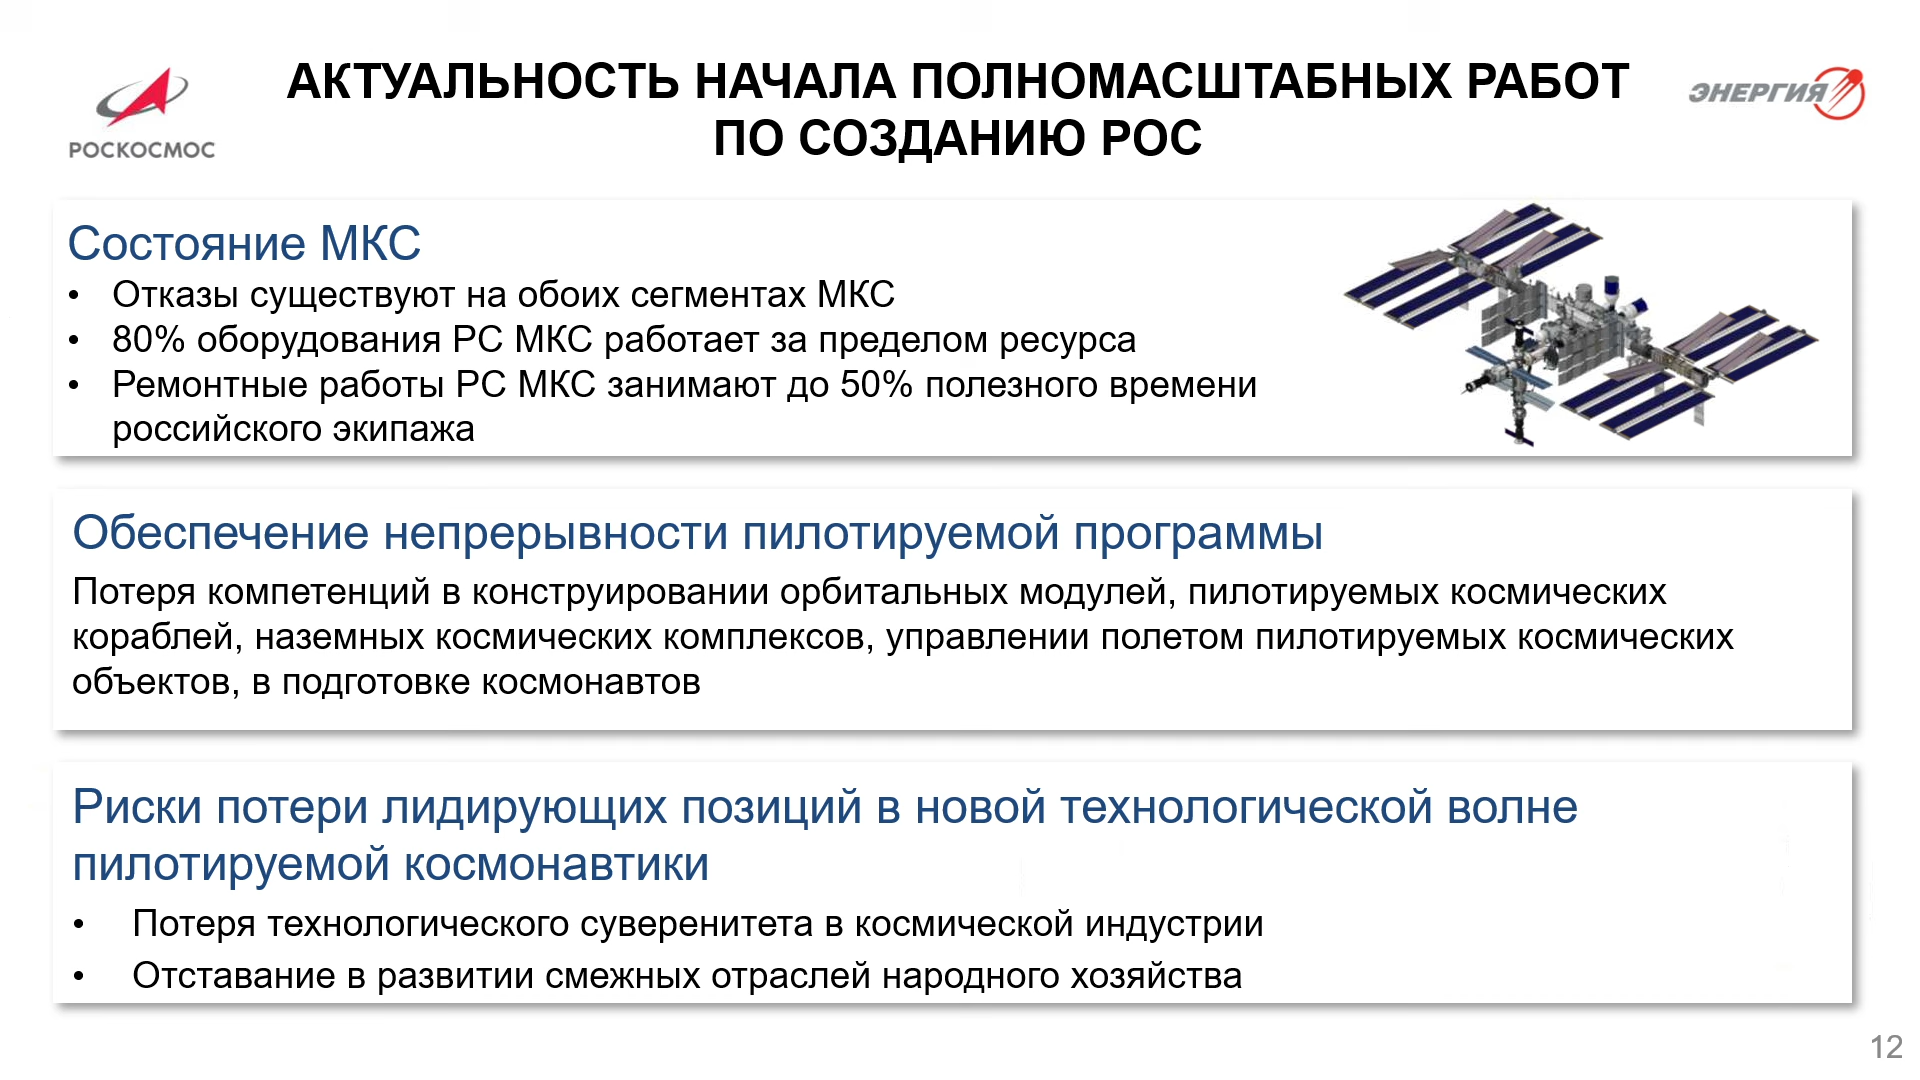 АКТУАЛЬНОСТЬ НАЧАЛА ПОЛНОМАСШТАБНЫХ РАБОТ
ПО СОЗДАНИЮ РОС
РОСКОСМОС
ЭНЕРГИЯ
Состояние МКС
• Отказы существуют на обоих сегментах МКС
• 80% оборудования РС МКС работает за пределом ресурса
• Ремонтные работы РС МКС занимают до 50% полезного времени
российского экипажа
Обеспечение непрерывности пилотируемой программы
Потеря компетенций в конструировании орбитальных модулей, пилотируемых космических
кораблей, наземных космических комплексов, управлении полетом пилотируемых космических
объектов, в подготовке космонавтов
Риски потери лидирующих позиций в новой технологической волне
пилотируемой космонавтики
• Потеря технологического суверенитета в космической индустрии
• Отставание в развитии смежных отраслей народного хозяйства
12